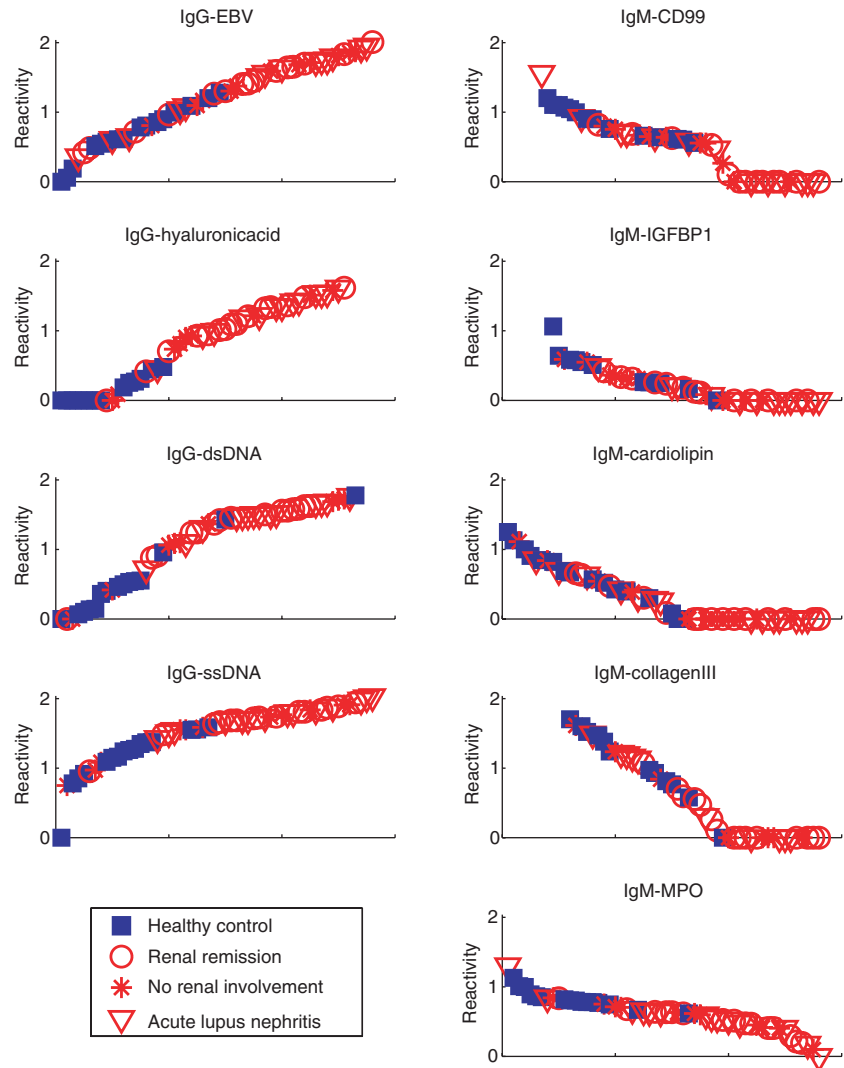 IgG-EBV
2
1
0
Reactivity
IgG-hyaluronicacid
2
1
0
Reactivity
IgG-dsDNA
2
1
0
Reactivity
IgG-ssDNA
2
1
0
Reactivity
Healthy control
Renal remission
No renal involvement
Acute lupus nephritis
IgM-CD99
2
1
0
Reactivity
IgM-IGFBP1
2
1
0
Reactivity
IgM-cardiolipin
2
1
0
Reactivity
IgM-collagenIII
2
1
0
Reactivity
IgM-MPO
2
1
0
Reactivity